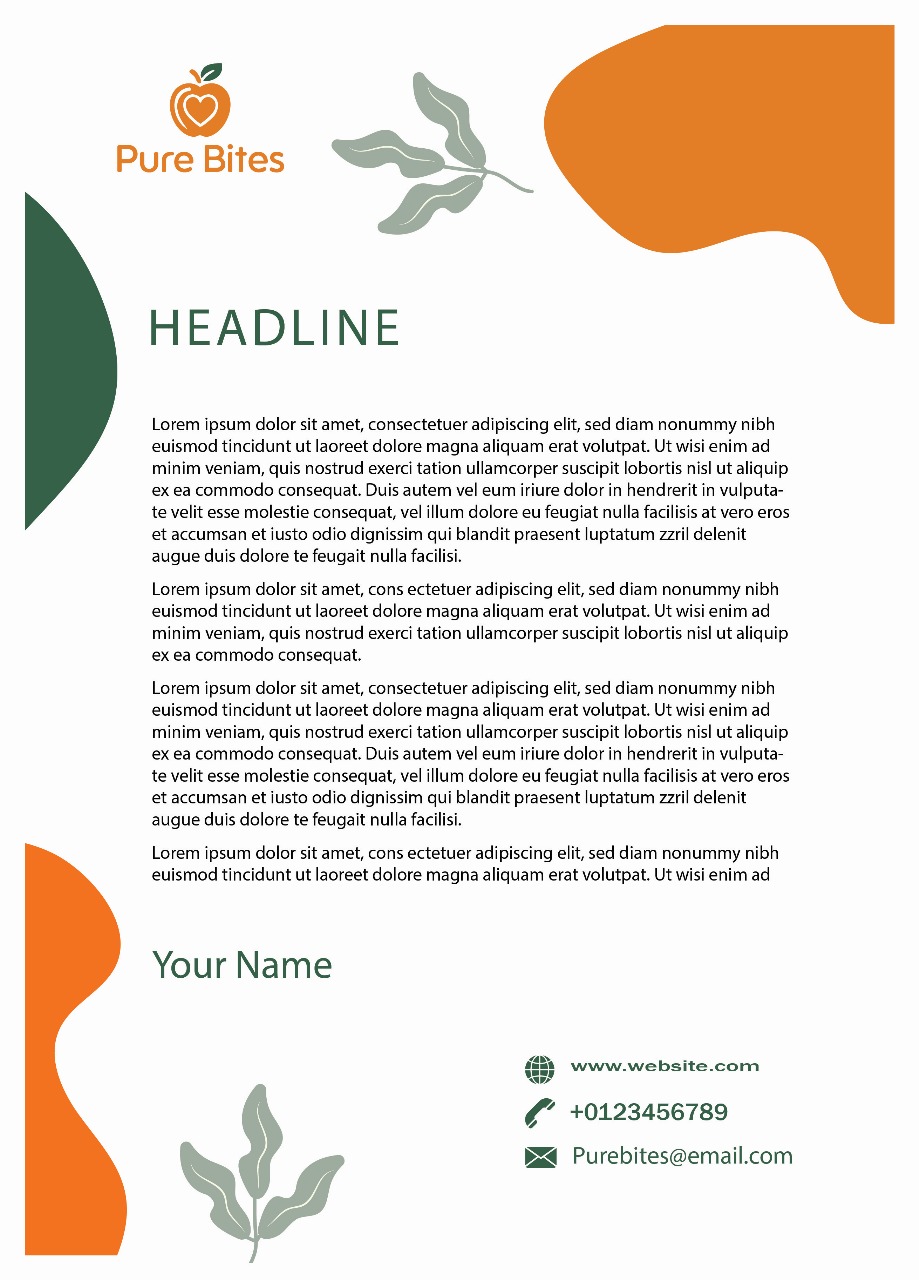 Pure Bites
HEADLINE
Lorem ipsum dolor sit amet, consectetuer adipiscing elit, sed diam nonummy nibh
euismod tincidunt ut laoreet dolore magna aliquam erat volutpat. Ut wisi enim ad
minim veniam, quis nostrud exerci tation ullamcorper suscipit lobortis nisl ut aliquip
ex ea commodo consequat. Duis autem vel eum iriure dolor in hendrerit in vulputa-
te velit esse molestie consequat, vel illum dolore eu feugiat nulla facilisis at vero eros
et accumsan et iusto odio dignissim qui blandit praesent luptatum zzril delenit
augue duis dolore te feugait nulla facilisi.
Lorem ipsum dolor sit amet, cons ectetuer adipiscing elit, sed diam nonummy nibh
euismod tincidunt ut laoreet dolore magna aliquam erat volutpat. Ut wisi enim ad
minim veniam, quis nostrud exerci tation ullamcorper suscipit lobortis nisl ut aliquip
ex ea commodo consequat.
Lorem ipsum dolor sit amet, consectetuer adipiscing elit, sed diam nonummy nibh
euismod tincidunt ut laoreet dolore magna aliquam erat volutpat. Ut wisi enim ad
minim veniam, quis nostrud exerci tation ullamcorper suscipit lobortis nisl ut aliquip
ex ea commodo consequat. Duis autem vel eum iriure dolor in hendrerit in vulputa-
te velit esse molestie consequat, vel illum dolore eu feugiat nulla facilisis at vero eros
et accumsan et iusto odio dignissim qui blandit praesent luptatum zzril delenit
augue duis dolore te feugait nulla facilisi.
Lorem ipsum dolor sit amet, cons ectetuer adipiscing elit, sed diam nonummy nibh
euismod tincidunt ut laoreet dolore magna aliquam erat volutpat. Ut wisi enim ad
Your Name
www.website.com
+0123456789
Purebites@email.com